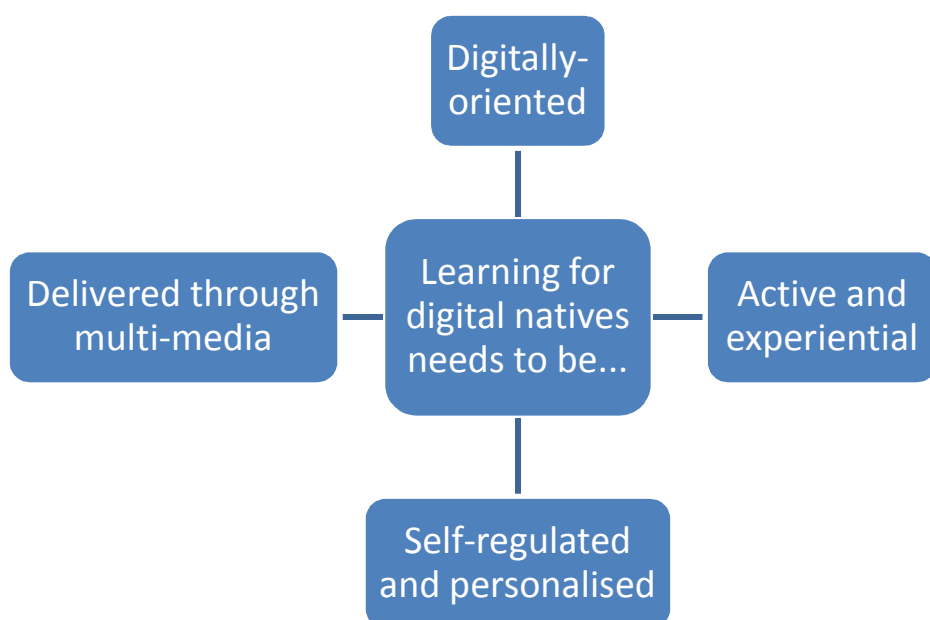 Digitally-
oriented
Delivered through
multi-media
Learning for
digital natives
needs to be...
Active and
experiential
Self-regulated
and personalised